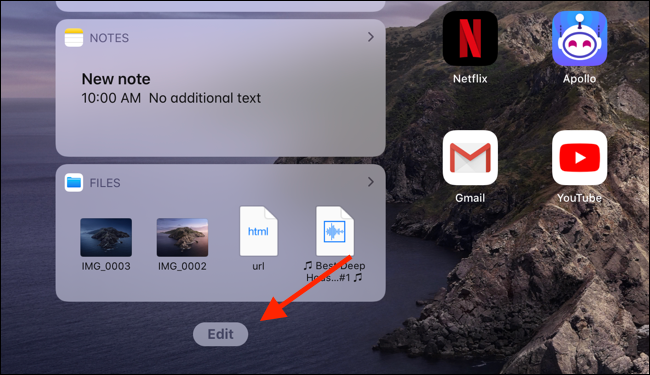 NOTES
New note
10:00 AM No additional text
FILES
html
IMG_0003
IMG_0002
url
🎵 Best Deep
Hous...#1 🎵
Edit
N
Netflix
Apollo
Gmail
YouTube